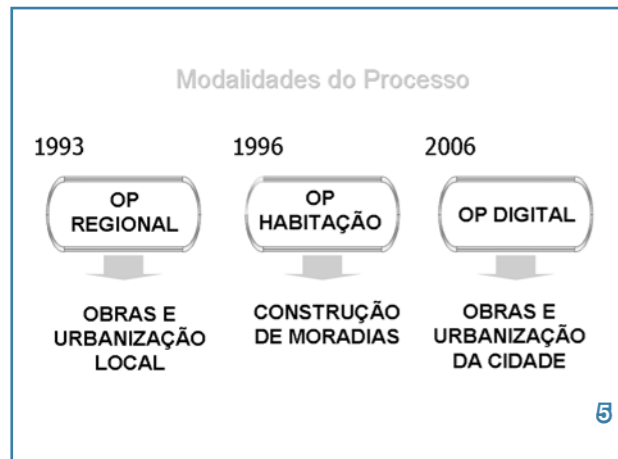 Modalidades do Processo
1993
OP
REGIONAL
OBRAS E
URBANIZAÇÃO
LOCAL
1996
OP
HABITAÇÃO
CONSTRUÇÃO
DE MORADIAS
2006
OP DIGITAL
OBRAS E
URBANIZAÇÃO
DA CIDADE
5